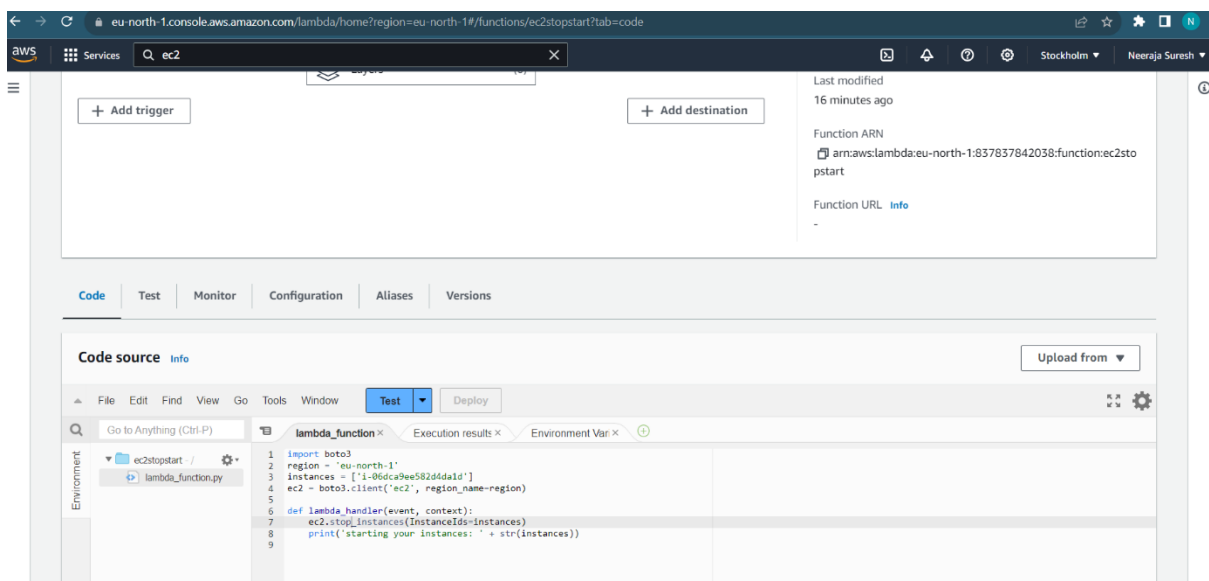 eu-north-1.console.aws.amazon.com/lambda/home?region=eu-north-1#/functions/ec2stopstart?tab=code
N
aws
Services
ec2
Stockholm
Neeraja Suresh
Layers
Last modified
16 minutes ago
+ Add trigger
+ Add destination
Function ARN
arn:aws:lambda:eu-north-1:837837842038:function:ec2sto
pstart
Function URL Info
-
Code Test Monitor Configuration Aliases Versions
Code source Info
Upload from
File Edit Find View Go Tools Window Test Deploy
Go to Anything (Ctrl-P)
lambda_function × Execution results × Environment Vari ×
Environment
ec2stopstart - /
lambda_function.py
1 import boto3
2 region = 'eu-north-1'
3 instances = ['i-06dca9ee582d4da1d']
4 ec2 = boto3.client('ec2', region_name=region)
5
6 def lambda_handler(event, context):
7 ec2.stop_instances(InstanceIds=instances)
8 print('starting your instances: ' + str(instances))
9